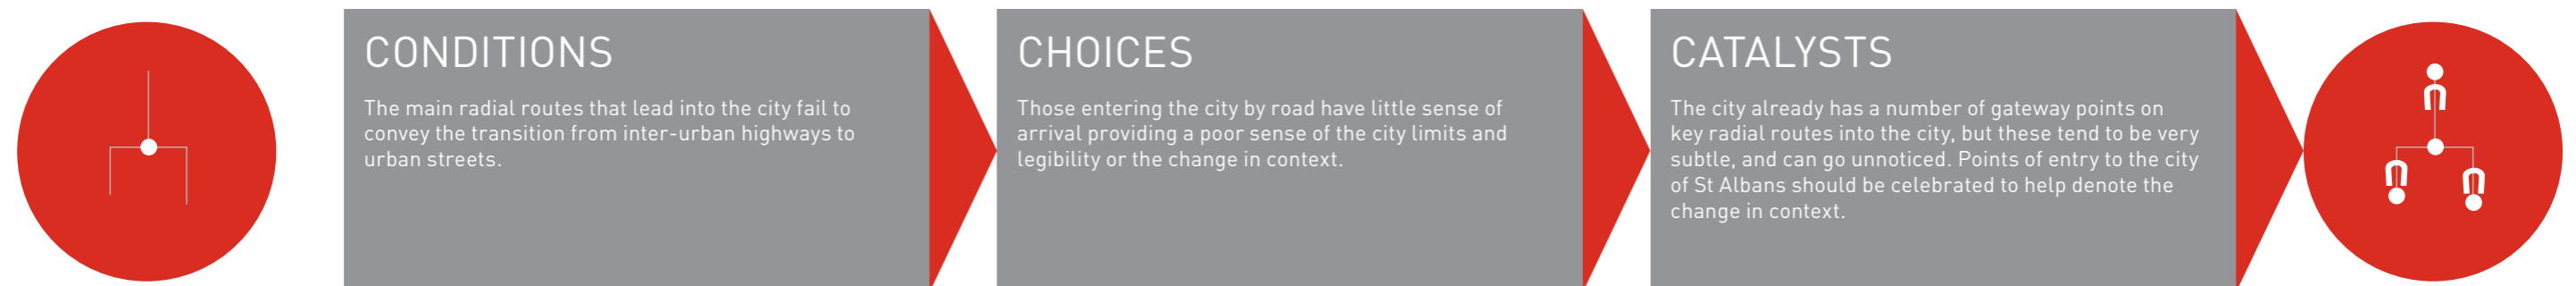 CONDITIONS
The main radial routes that lead into the city fail to
convey the transition from inter-urban highways to
urban streets.
CHOICES
Those entering the city by road have little sense of
arrival providing a poor sense of the city limits and
legibility or the change in context.
CATALYSTS
The city already has a number of gateway points on
key radial routes into the city, but these tend to be very
subtle, and can go unnoticed. Points of entry to the city
of St Albans should be celebrated to help denote the
change in context.